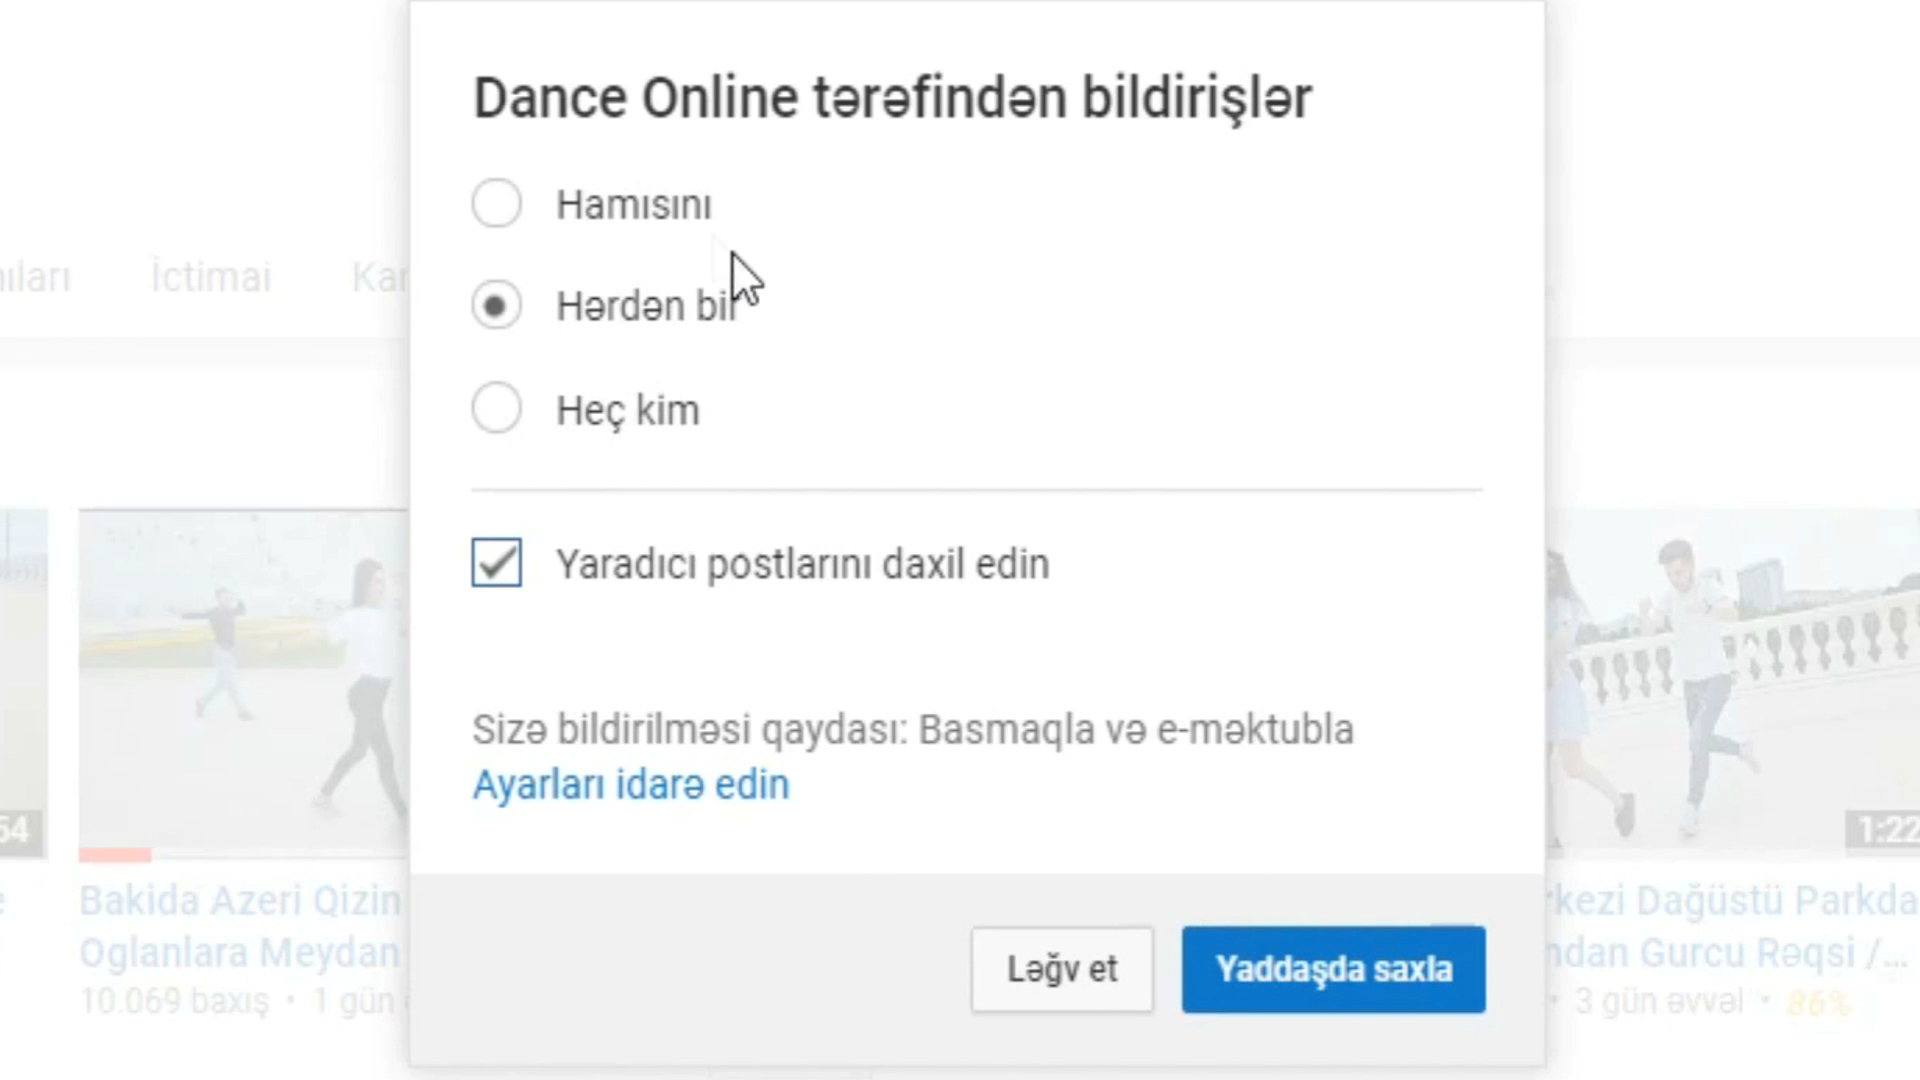 Dance Online tərəfindən bildirişlər
Hamısını
İctimai
Hərdən bir
Heç kim
Yaradıcı postlarını daxil edin
Sizə bildirilməsi qaydası: Basmaqla və e-məktubla
Ayarları idarə edin
54
1:22
Bakida Azeri Qizin
Oglanlara Meydan
10.069 baxış • 1 gün
Dağüstü Parkda
Gurcu Rəqsi /...
• 3 gün əvvəl • 86%
Ləğv et
Yaddaşda saxla